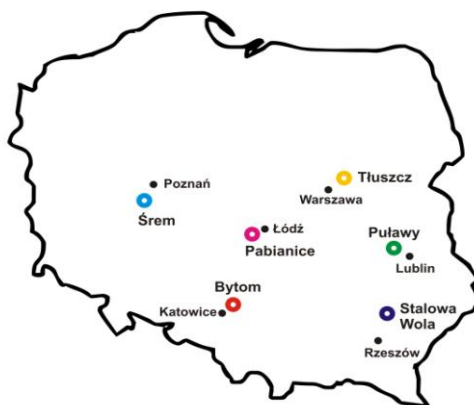 Poznań
Śrem
Tłuszcz
Warszawa
Łódź
Pabianice
Puławy
Lublin
Bytom
Katowice
Stalowa
Wola
Rzeszów